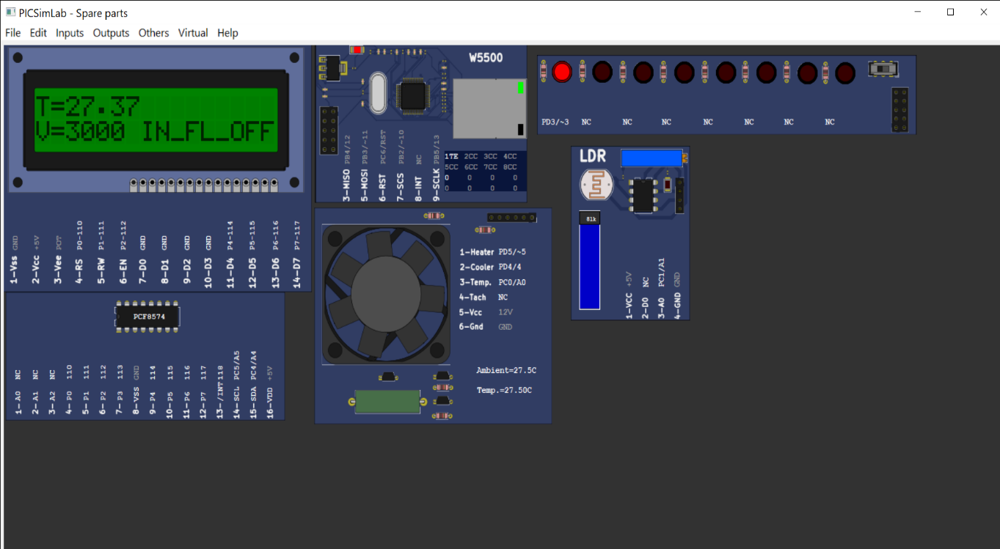 PICSimLab - Spare parts
File Edit Inputs Outputs Others Virtual Help
T=27.37
V=3000 IN_FL_OFF
1-Vss GND
2-Vcc +5V
3-Vee POT
4-RS P0-110
5-RW P1-111
6-EN P2-112
7-D0 GND
8-D1 GND
9-D2 GND
10-D3 GND
11-D4 P4-114
12-D5 P5-115
13-D6 P6-116
14-D7 P7-117
PCF8574
1-A0 NC
2-A1 NC
3-A2 NC
4-P0 110
5-P1 111
6-P2 112
7-P3 113
8-VSS GND
9-P4 114
10-P5 115
11-P6 116
12-P7 117
13-/INT 118
14-SCL PC5/A5
15-SDA PC4/A4
16-VDD +5V
W5500
3-MISO PB4/12
5-MOSI PB3/~11
6-RST PC6/RST
7-SCS PB2/~10
8-INT NC
9-SCLK PB5/13
1TE 2CC 3CC 4CC
5CC 6CC 7CC 8CC
0 0 0 0
0 0 0 0
1-Heater PD5/~5
2-Cooler PD4/4
3-Temp. PC0/A0
4-Tach NC
5-Vcc 12V
6-Gnd GND
Ambient=27.5C
Temp.=27.50C
PD3/~3 NC NC NC NC NC NC NC
LDR
81k
1-VCC +5V
2-D0 NC
3-A0 PC1/A1
4-GND GND